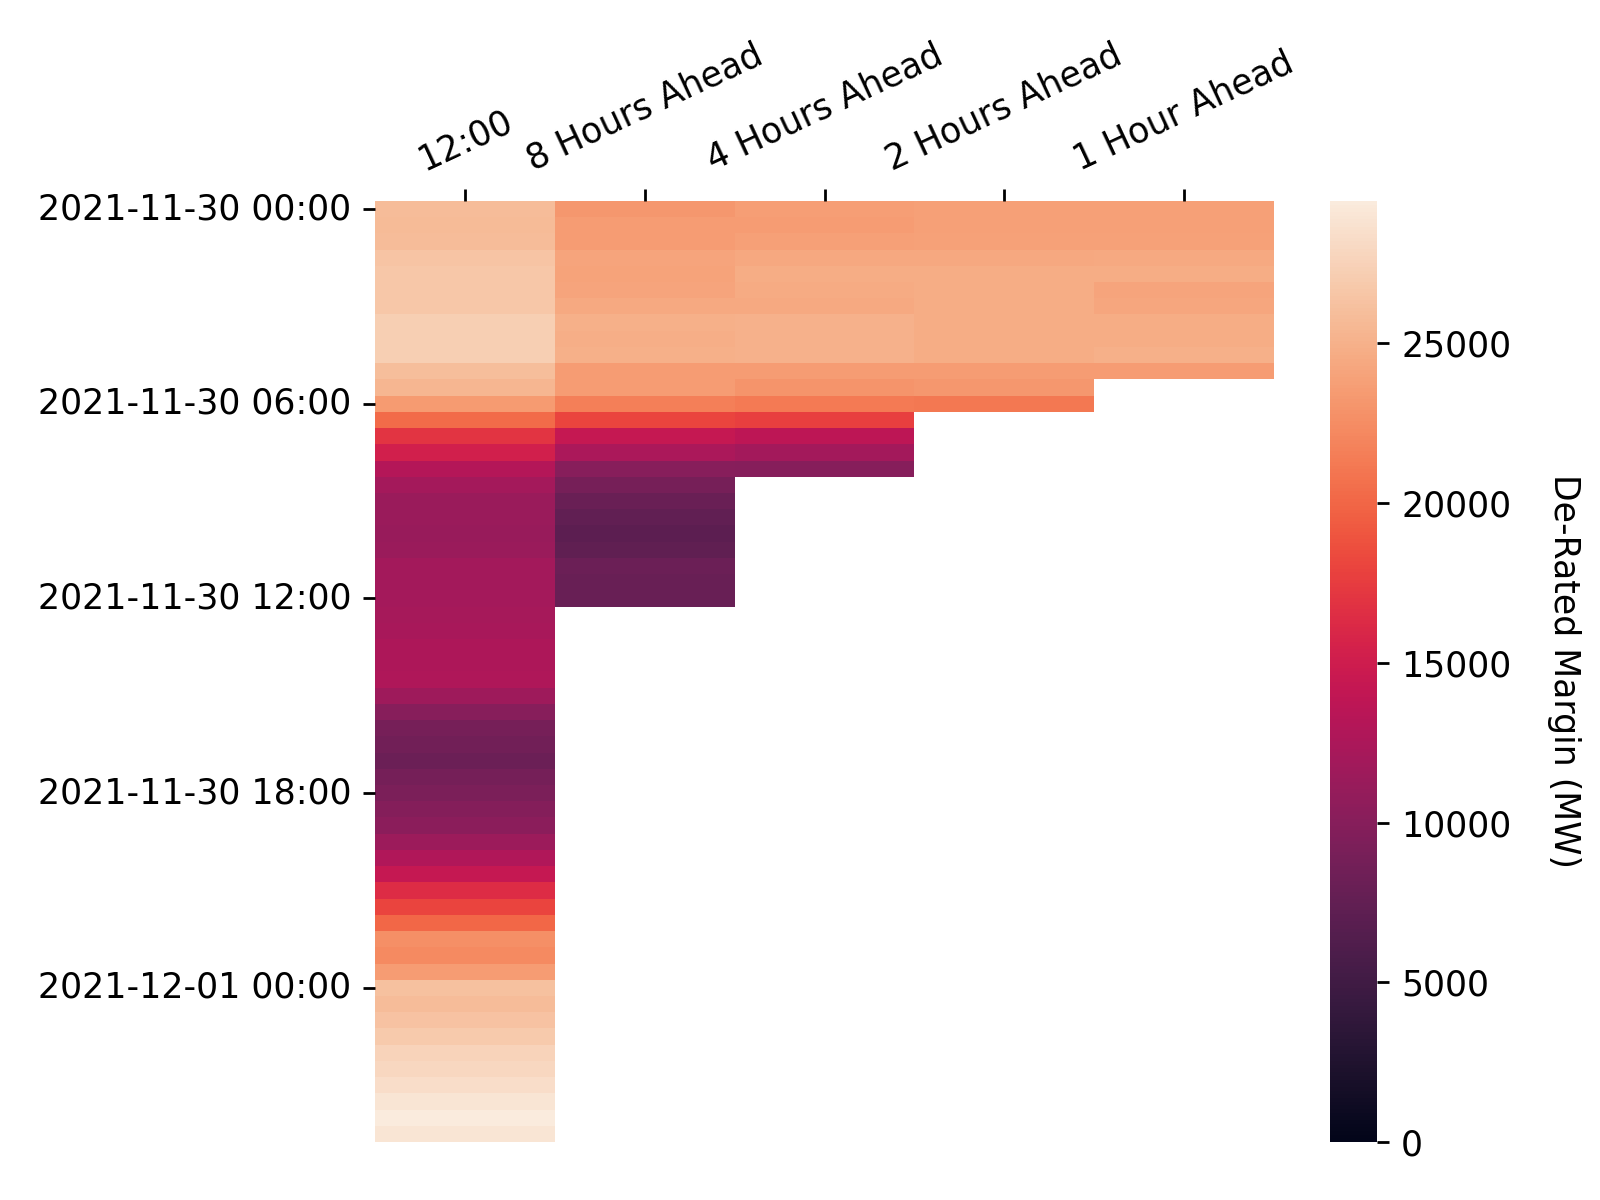 12:00
8 Hours Ahead
4 Hours Ahead
2 Hours Ahead
1 Hour Ahead
2021-11-30 00:00
2021-11-30 06:00
2021-11-30 12:00
2021-11-30 18:00
2021-12-01 00:00
25000
20000
15000
10000
5000
0
De-Rated Margin (MW)